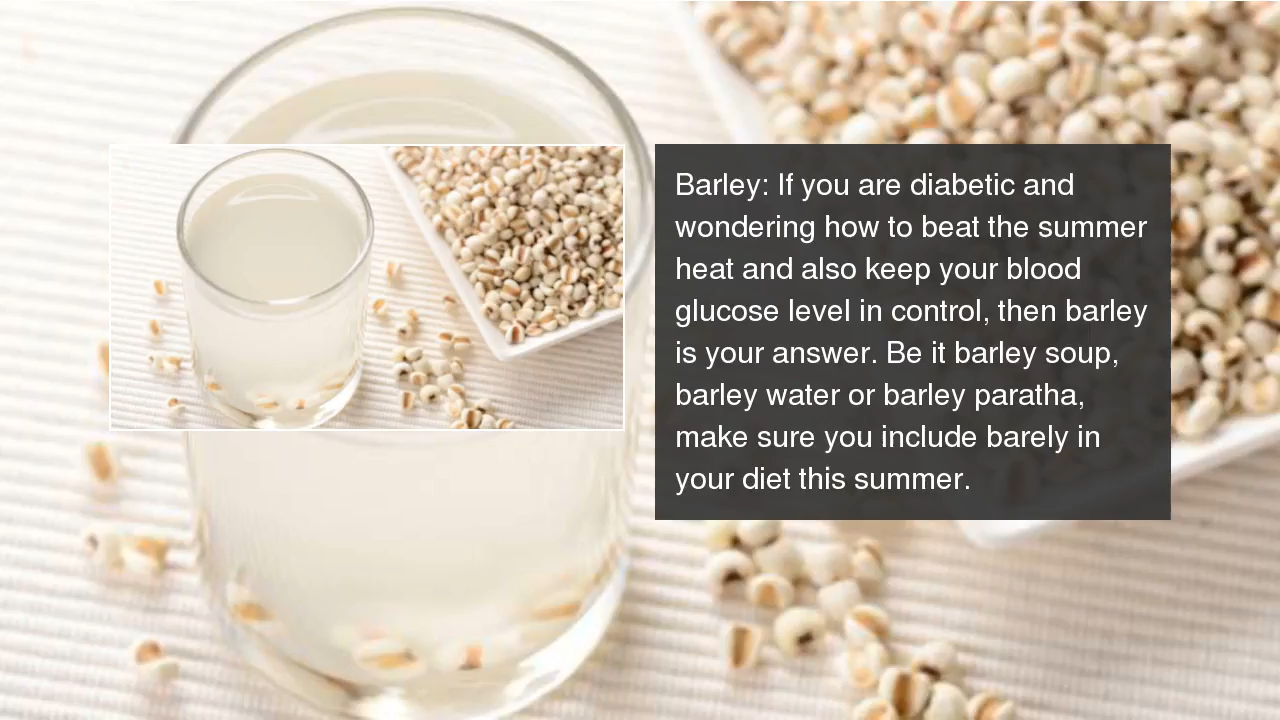 Barley: If you are diabetic and
wondering how to beat the summer
heat and also keep your blood
glucose level in control, then barley
is your answer. Be it barley soup,
barley water or barley paratha,
make sure you include barely in
your diet this summer.